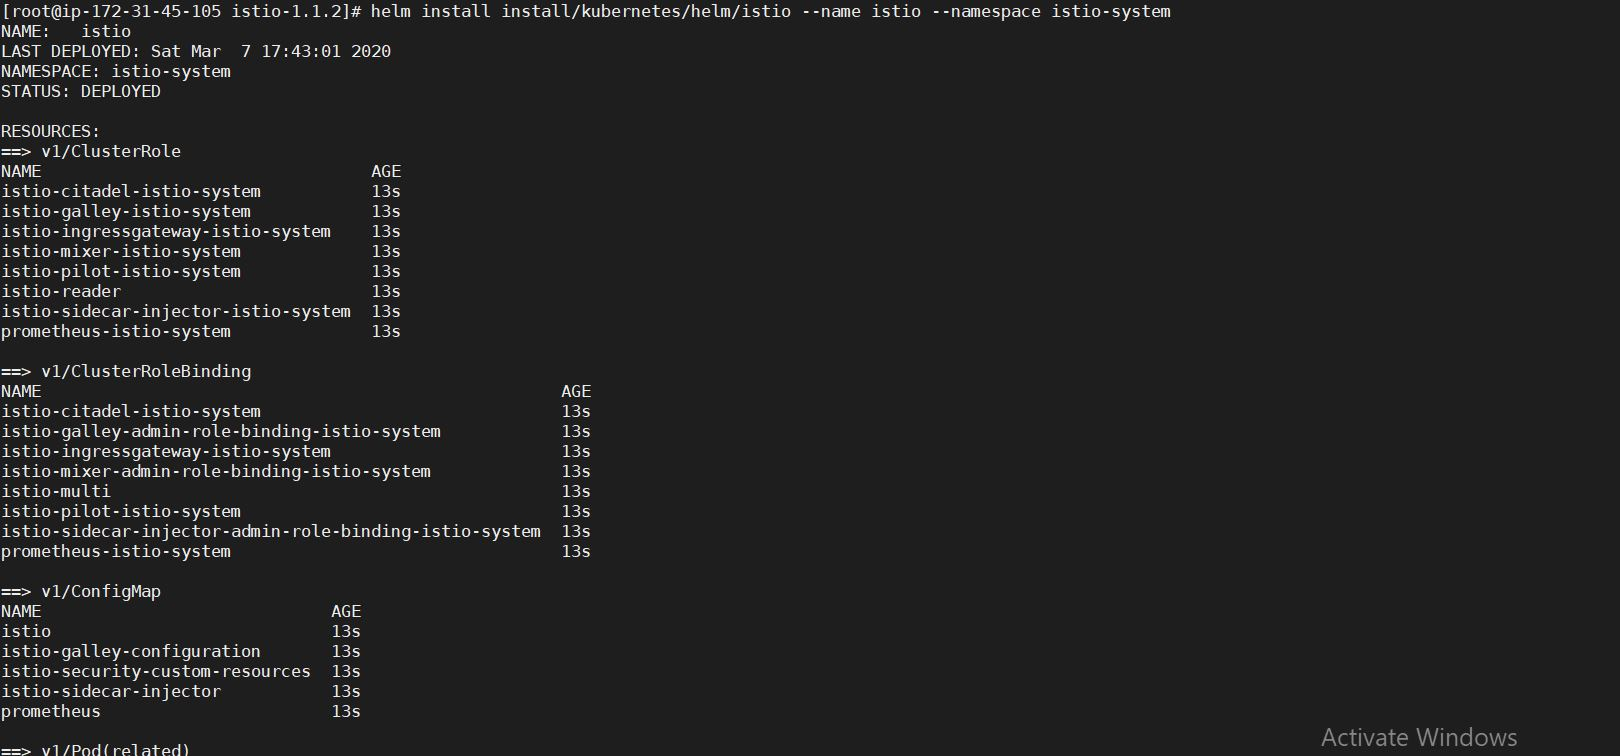 [root@ip-172-31-45-105 istio-1.1.2]# helm install install/kubernetes/helm/istio --name istio --namespace istio-system
NAME:   istio
LAST DEPLOYED: Sat Mar  7 17:43:01 2020
NAMESPACE: istio-system
STATUS: DEPLOYED

RESOURCES:
==> v1/ClusterRole
NAME                                 AGE
istio-citadel-istio-system           13s
istio-galley-istio-system            13s
istio-ingressgateway-istio-system    13s
istio-mixer-istio-system             13s
istio-pilot-istio-system             13s
istio-reader                         13s
istio-sidecar-injector-istio-system  13s
prometheus-istio-system              13s

==> v1/ClusterRoleBinding
NAME                                                    AGE
istio-citadel-istio-system                              13s
istio-galley-admin-role-binding-istio-system            13s
istio-ingressgateway-istio-system                       13s
istio-mixer-admin-role-binding-istio-system             13s
istio-multi                                             13s
istio-pilot-istio-system                                13s
istio-sidecar-injector-admin-role-binding-istio-system  13s
prometheus-istio-system                                 13s

==> v1/ConfigMap
NAME                             AGE
istio                            13s
istio-galley-configuration       13s
istio-security-custom-resources  13s
istio-sidecar-injector           13s
prometheus                       13s

==> v1/Pod(related)
Activate Windows